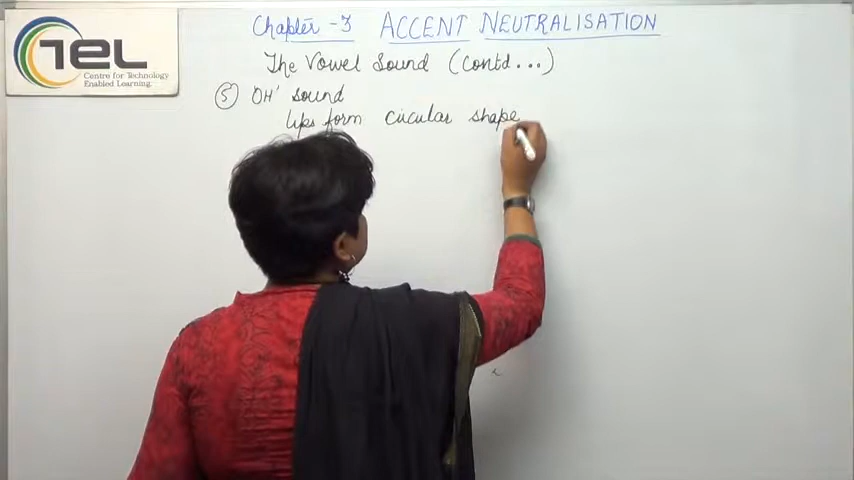 TEL
Centre for Technology
Enabled Learning
Chapter - 3 ACCENT NEUTRALISATION
The Vowel Sound (Contd...)
5 'OH' sound
lips form circular shape